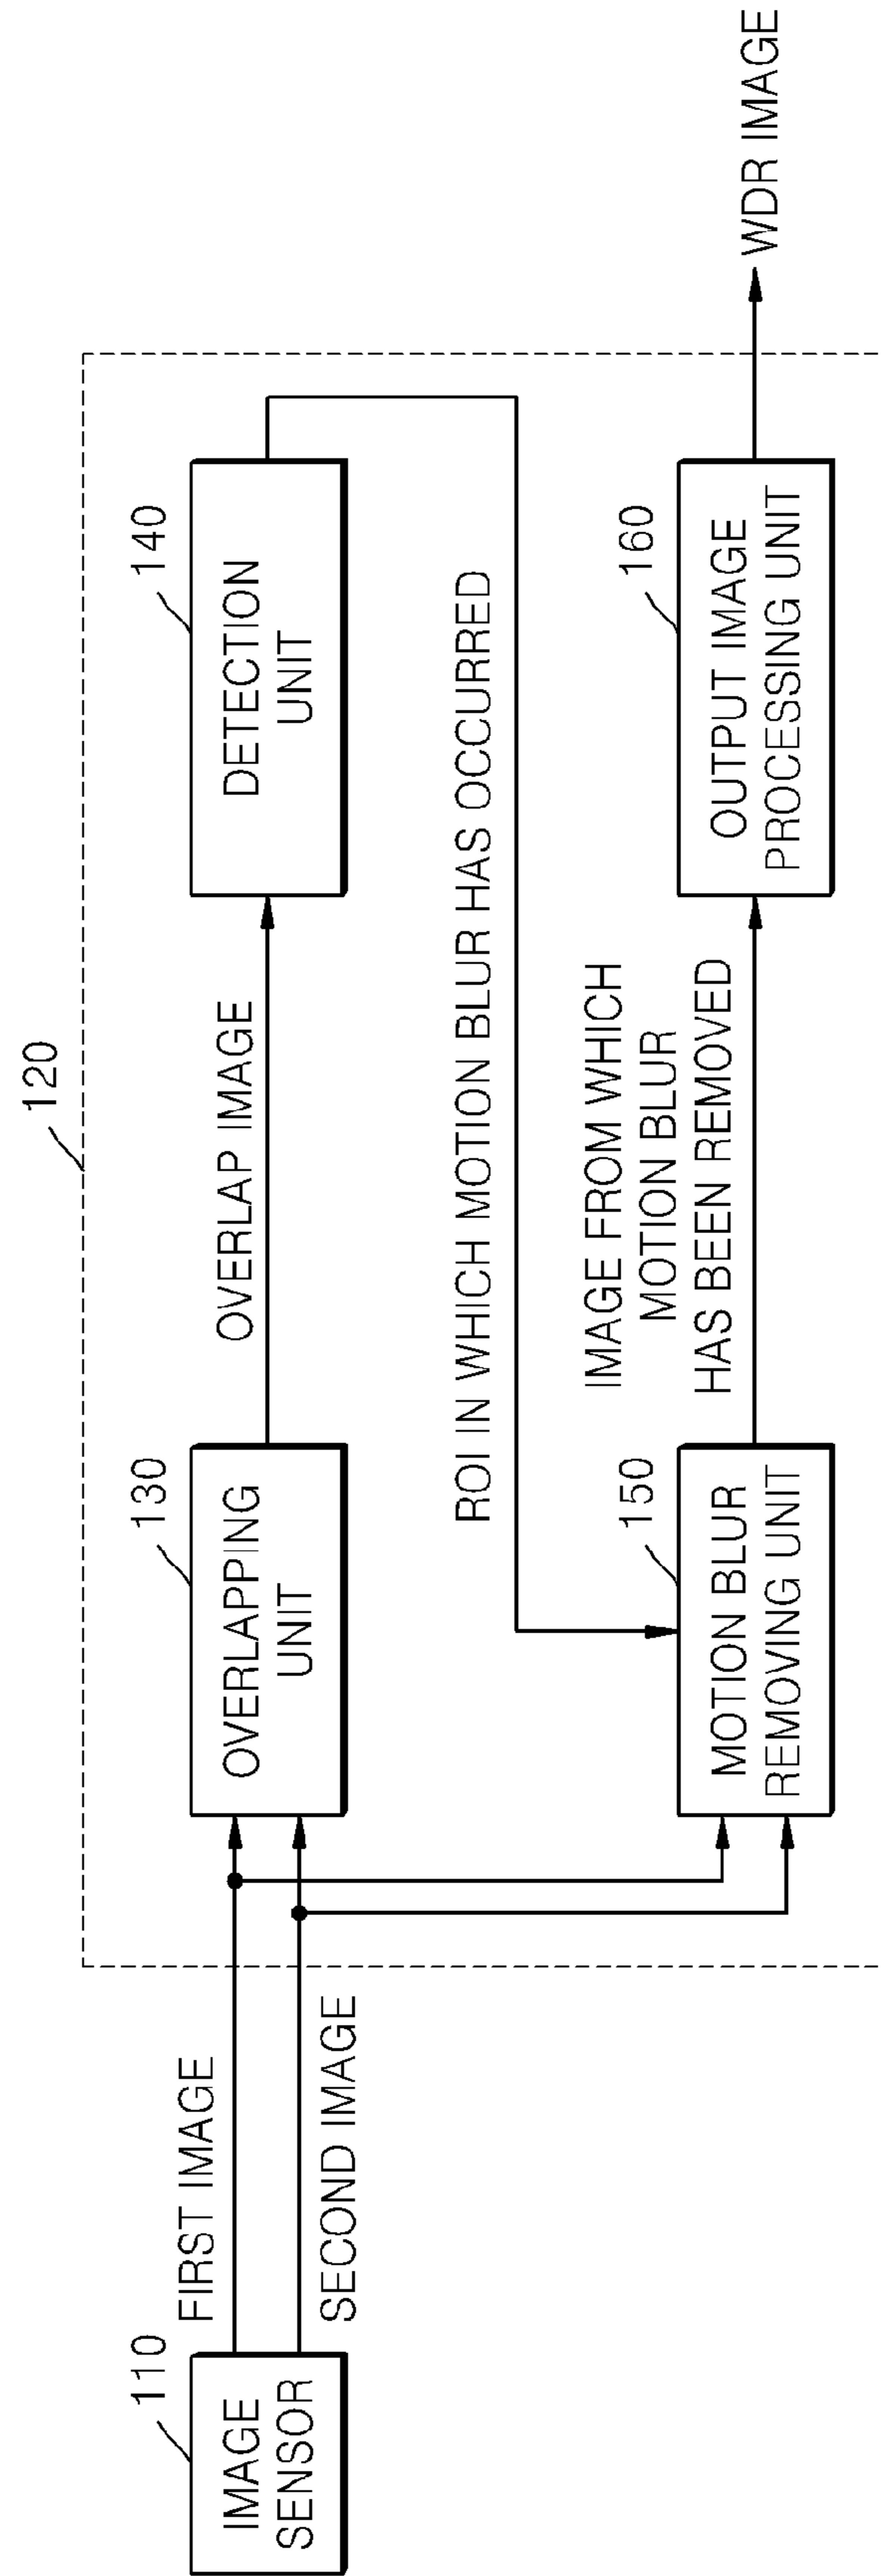 120
110
IMAGE
SENSOR
FIRST IMAGE
SECOND IMAGE
130
OVERLAPPING
UNIT
OVERLAP IMAGE
140
DETECTION
UNIT
ROI IN WHICH MOTION BLUR HAS OCCURRED
150
MOTION BLUR
REMOVING UNIT
IMAGE FROM WHICH
MOTION BLUR
HAS BEEN REMOVED
160
OUTPUT IMAGE
PROCESSING UNIT
WDR IMAGE